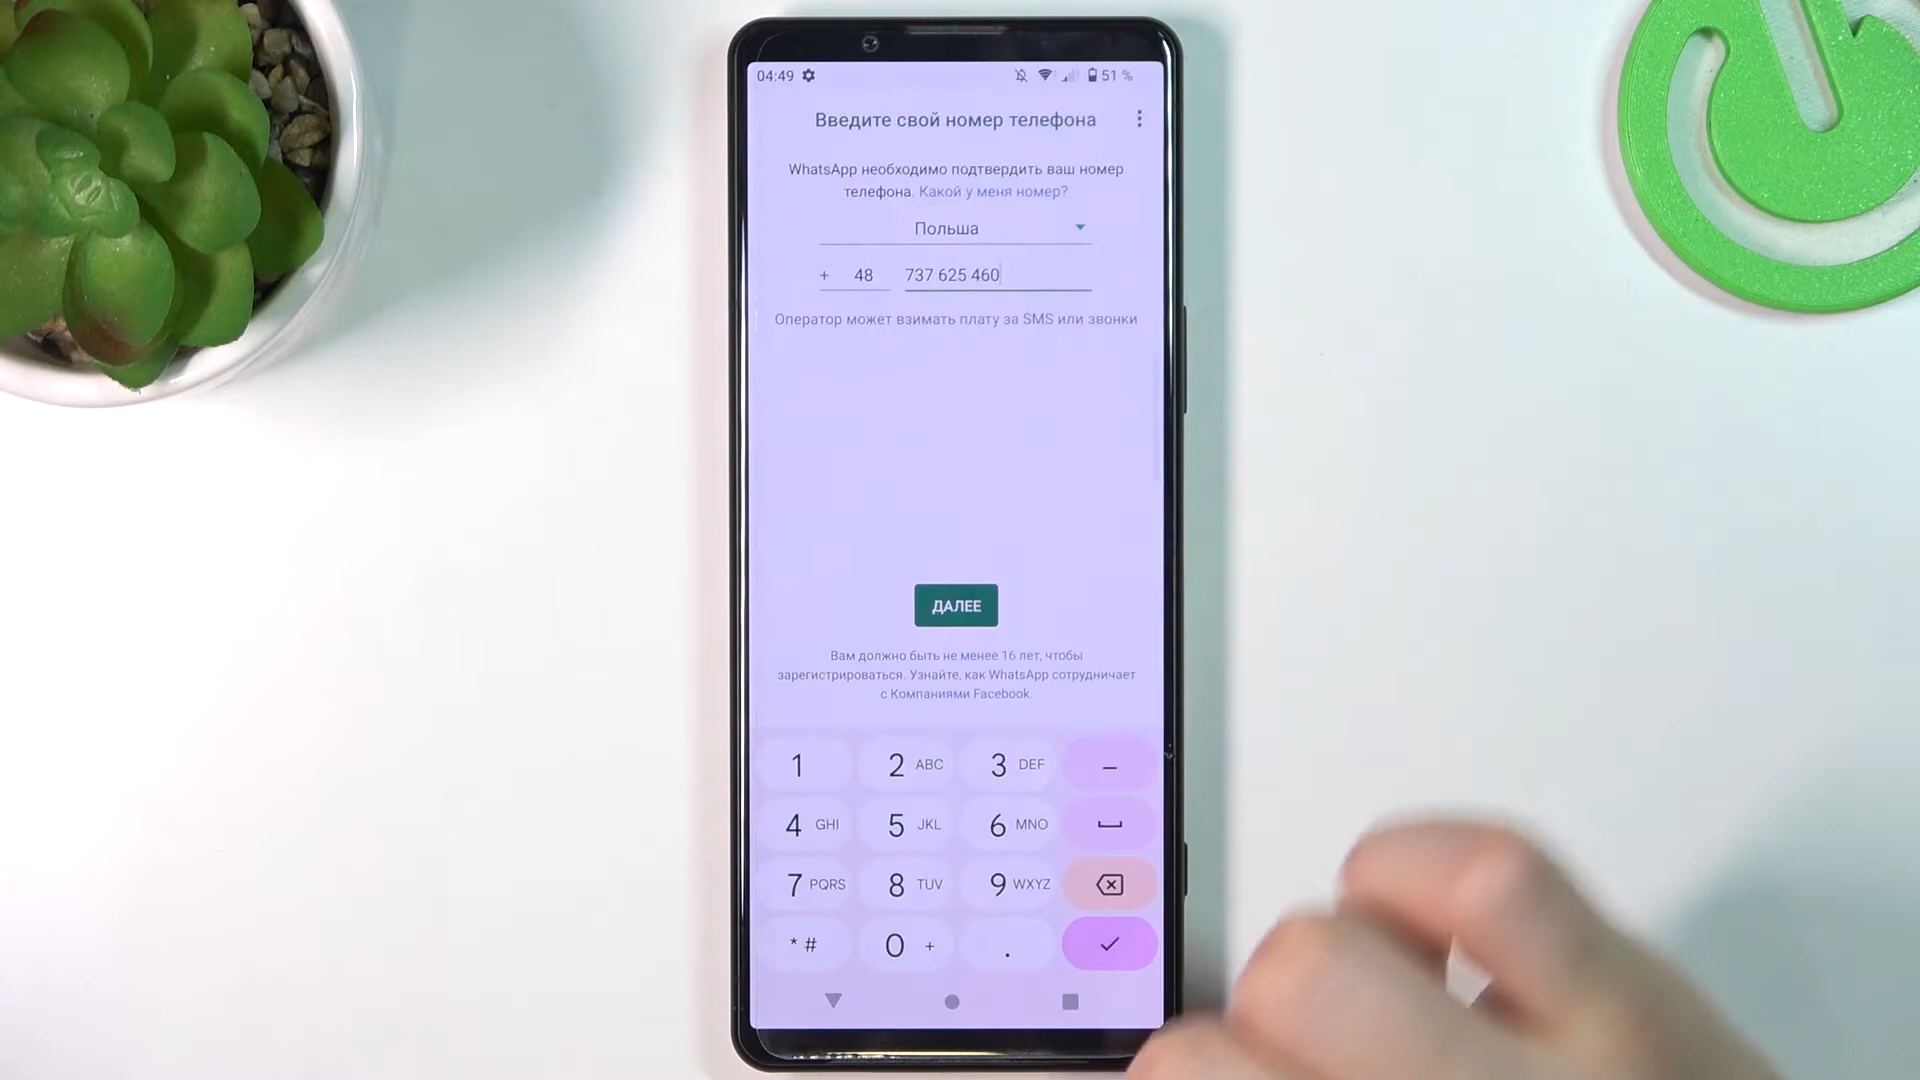 04:49 51 %
Введите свой номер телефона
WhatsApp необходимо подтвердить ваш номер
телефона. Какой у меня номер?
Польша
+ 48 737 625 460
Оператор может взимать плату за SMS или звонки
ДАЛЕЕ
Вам должно быть не менее 16 лет, чтобы
зарегистрироваться. Узнайте, как WhatsApp сотрудничает
с Компаниями Facebook.
1 2 ABC 3 DEF –
4 GHI 5 JKL 6 MNO
7 PQRS 8 TUV 9 WXYZ
* # 0 + .